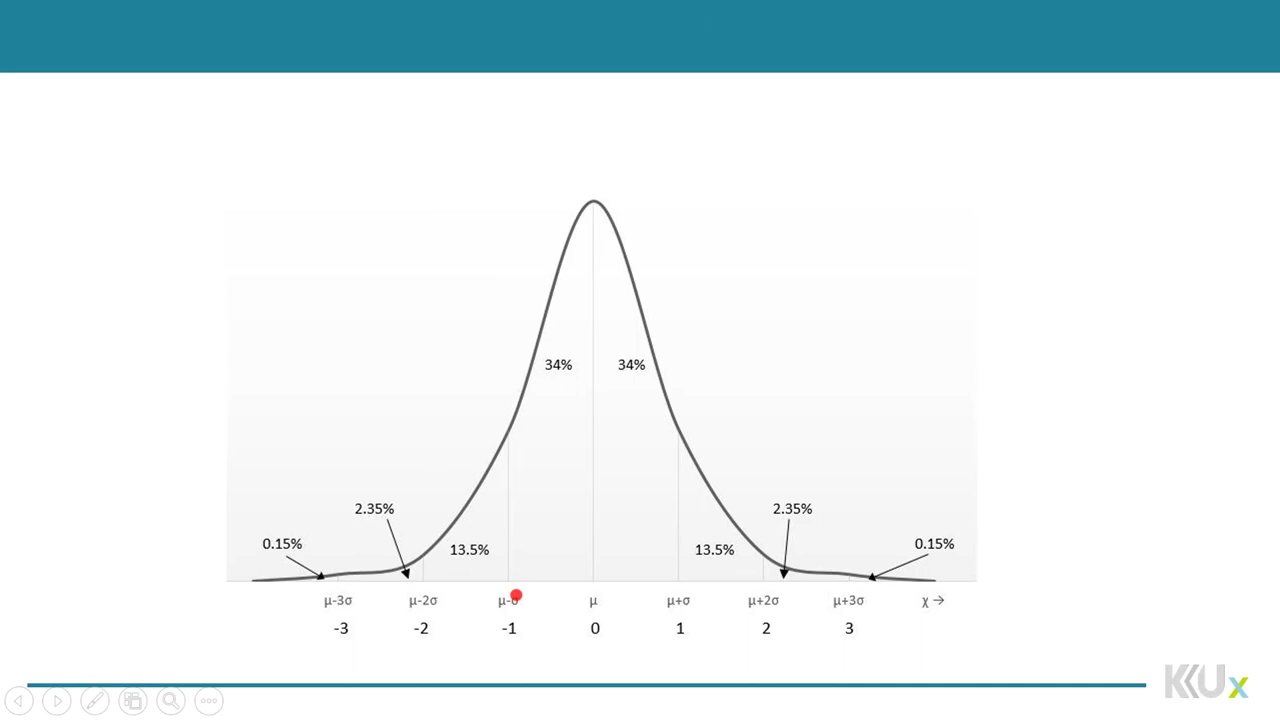 34% 34%
2.35% 2.35%
0.15% 13.5% 13.5% 0.15%
μ-3σ μ-2σ μ-σ μ μ+σ μ+2σ μ+3σ χ →
-3 -2 -1 0 1 2 3
KKUx